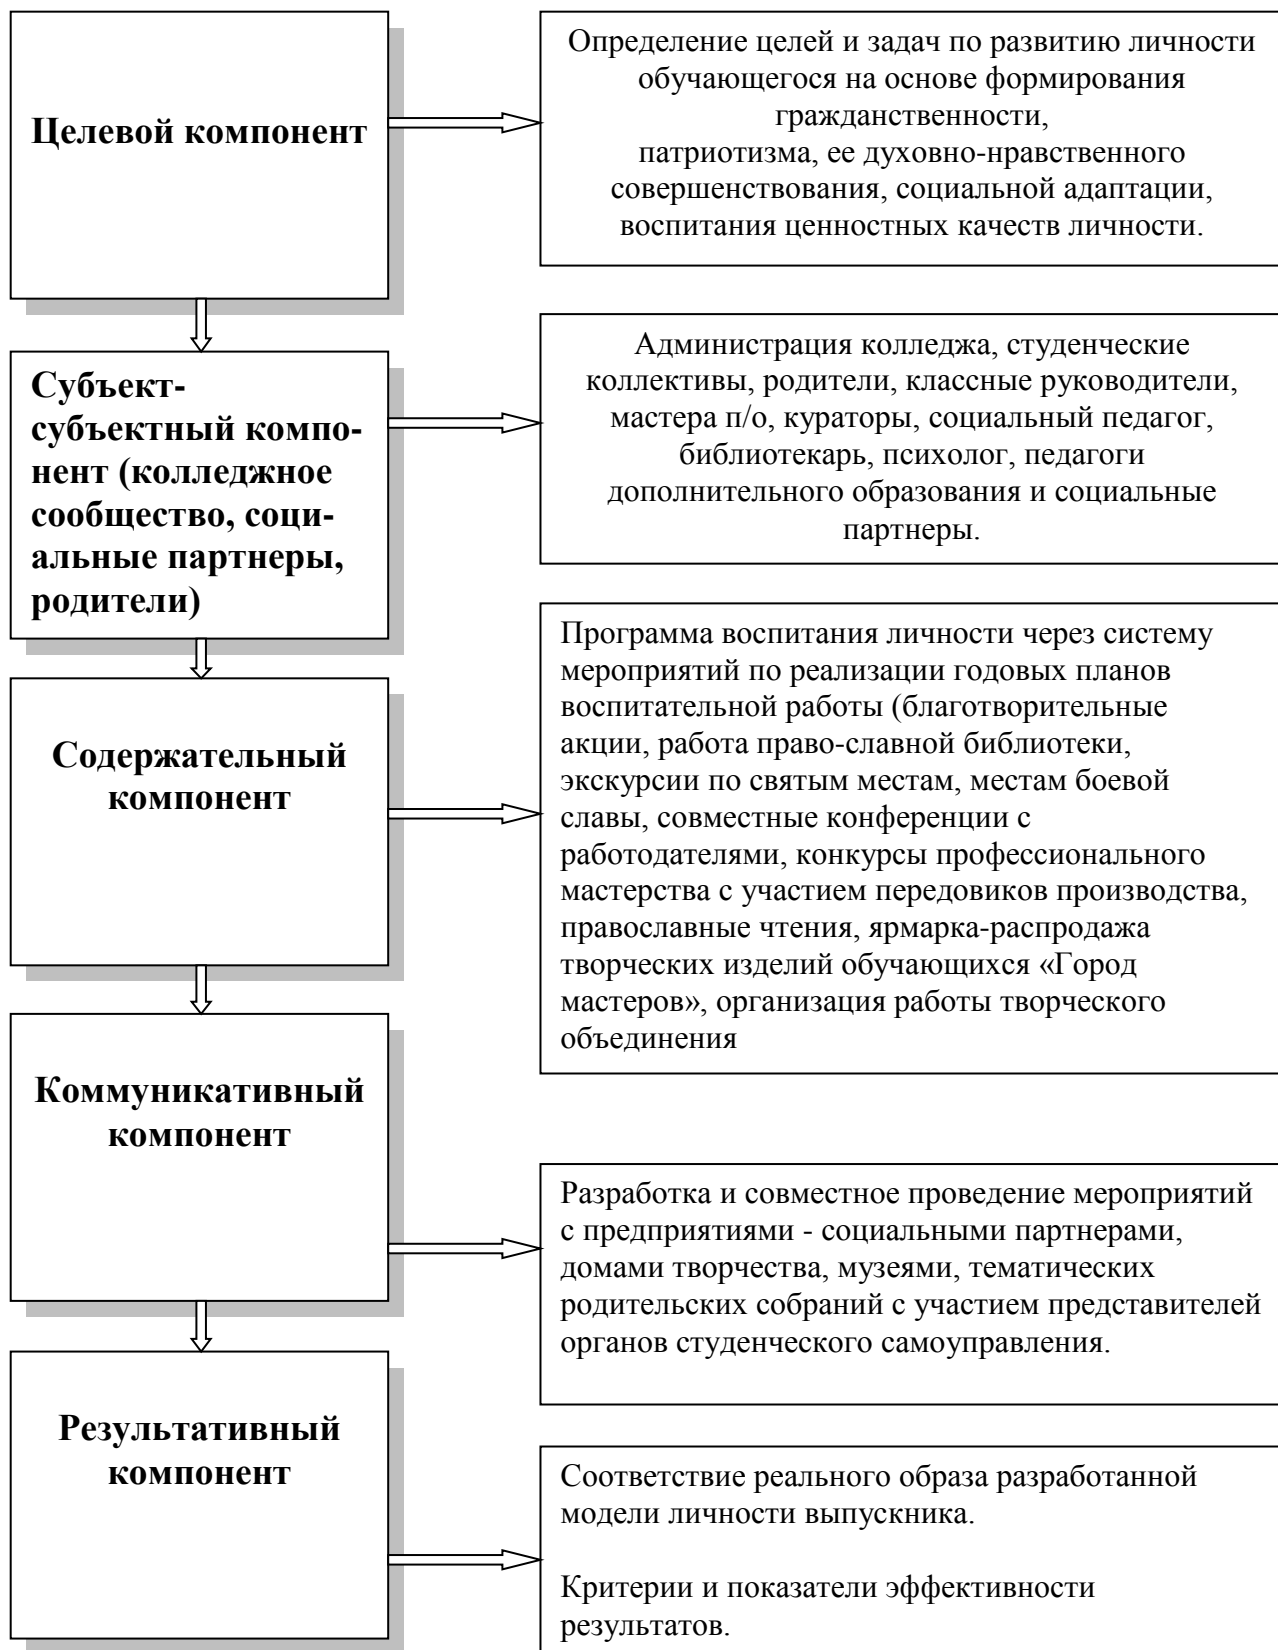 Целевой компонент
Определение целей и задач по развитию личности
обучающегося на основе формирования
гражданственности,
патриотизма, ее духовно-нравственного
совершенствования, социальной адаптации,
воспитания ценностных качеств личности.
Субъект-
субъектный компо-
нент (колледжное
сообщество, соци-
альные партнеры,
родители)
Администрация колледжа, студенческие
коллективы, родители, классные руководители,
мастера п/о, кураторы, социальный педагог,
библиотекарь, психолог, педагоги
дополнительного образования и социальные
партнеры.
Содержательный
компонент
Программа воспитания личности через систему
мероприятий по реализации годовых планов
воспитательной работы (благотворительные
акции, работа право-славной библиотеки,
экскурсии по святым местам, местам боевой
славы, совместные конференции с
работодателями, конкурсы профессионального
мастерства с участием передовиков производства,
православные чтения, ярмарка-распродажа
творческих изделий обучающихся «Город
мастеров», организация работы творческого
объединения
Коммуникативный
компонент
Разработка и совместное проведение мероприятий
с предприятиями - социальными партнерами,
домами творчества, музеями, тематических
родительских собраний с участием представителей
органов студенческого самоуправления.
Результативный
компонент
Соответствие реального образа разработанной
модели личности выпускника.
Критерии и показатели эффективности
результатов.